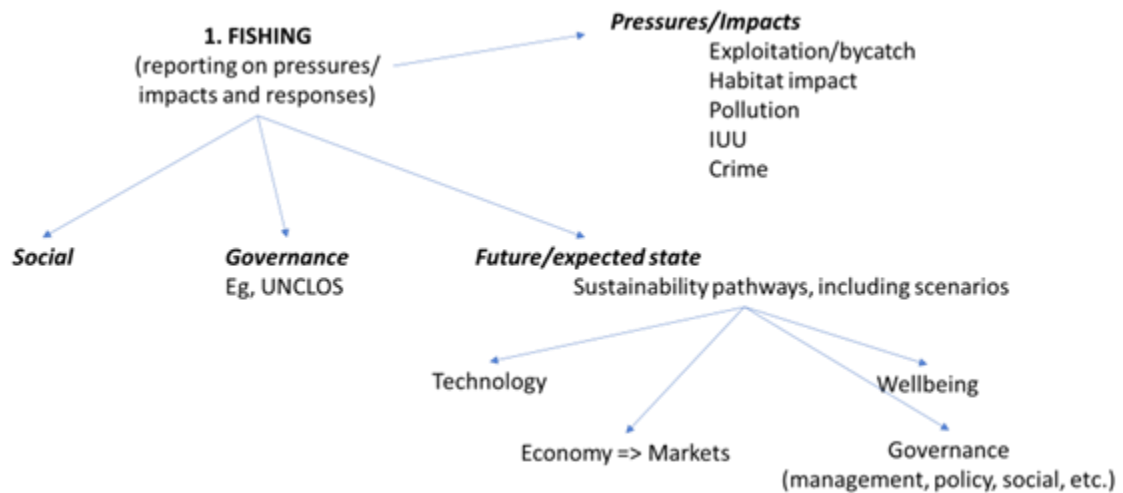 1. FISHING
(reporting on pressures/
impacts and responses)
Pressures/Impacts
Exploitation/bycatch
Habitat impact
Pollution
IUU
Crime
Social
Governance
Eg, UNCLOS
Future/expected state
Sustainability pathways, including scenarios
Technology
Wellbeing
Economy => Markets
Governance
(management, policy, social, etc.)